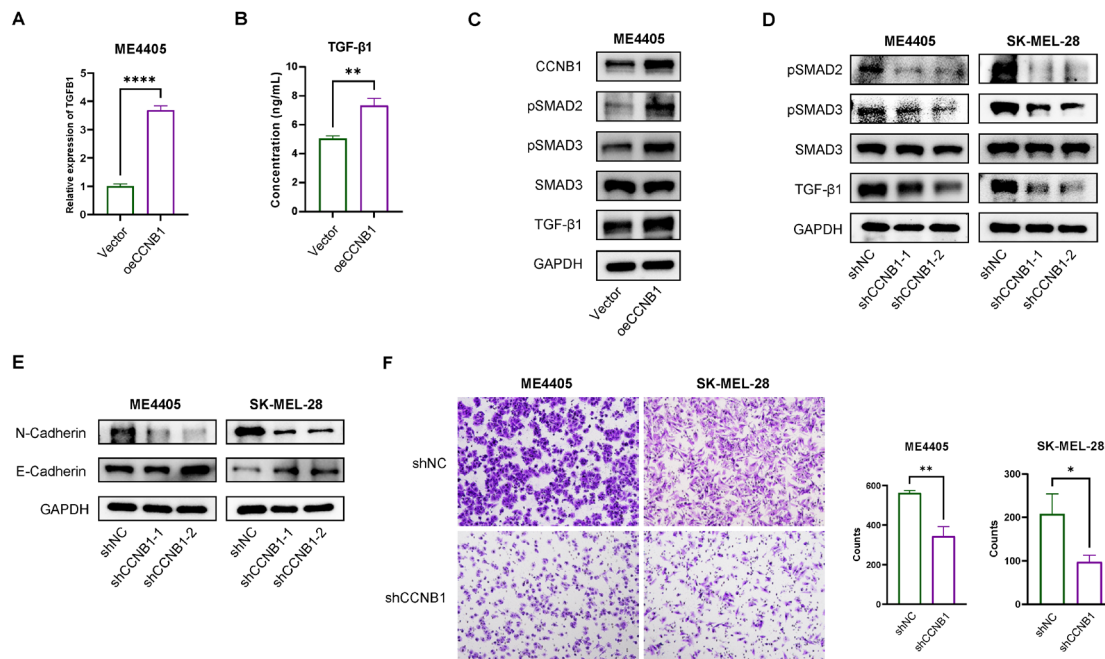 A
ME4405
Relative expression of TGFB1
5
4
3
2
1
0
****
Vector
oeCCNB1
B
TGF-β1
Concentration (ng/mL)
10
8
6
4
2
0
**
Vector
oeCCNB1
C
ME4405
CCNB1
pSMAD2
pSMAD3
SMAD3
TGF-β1
GAPDH
Vector
oeCCNB1
D
ME4405
SK-MEL-28
pSMAD2
pSMAD3
SMAD3
TGF-β1
GAPDH
shNC
shCCNB1-1
shCCNB1-2
shNC
shCCNB1-1
shCCNB1-2
E
ME4405
SK-MEL-28
N-Cadherin
E-Cadherin
GAPDH
shNC
shCCNB1-1
shCCNB1-2
shNC
shCCNB1-1
shCCNB1-2
F
ME4405
SK-MEL-28
shNC
shCCNB1
ME4405
Counts
600
400
200
0
**
shNC
shCCNB1
SK-MEL-28
Counts
300
200
100
0
*
shNC
shCCNB1